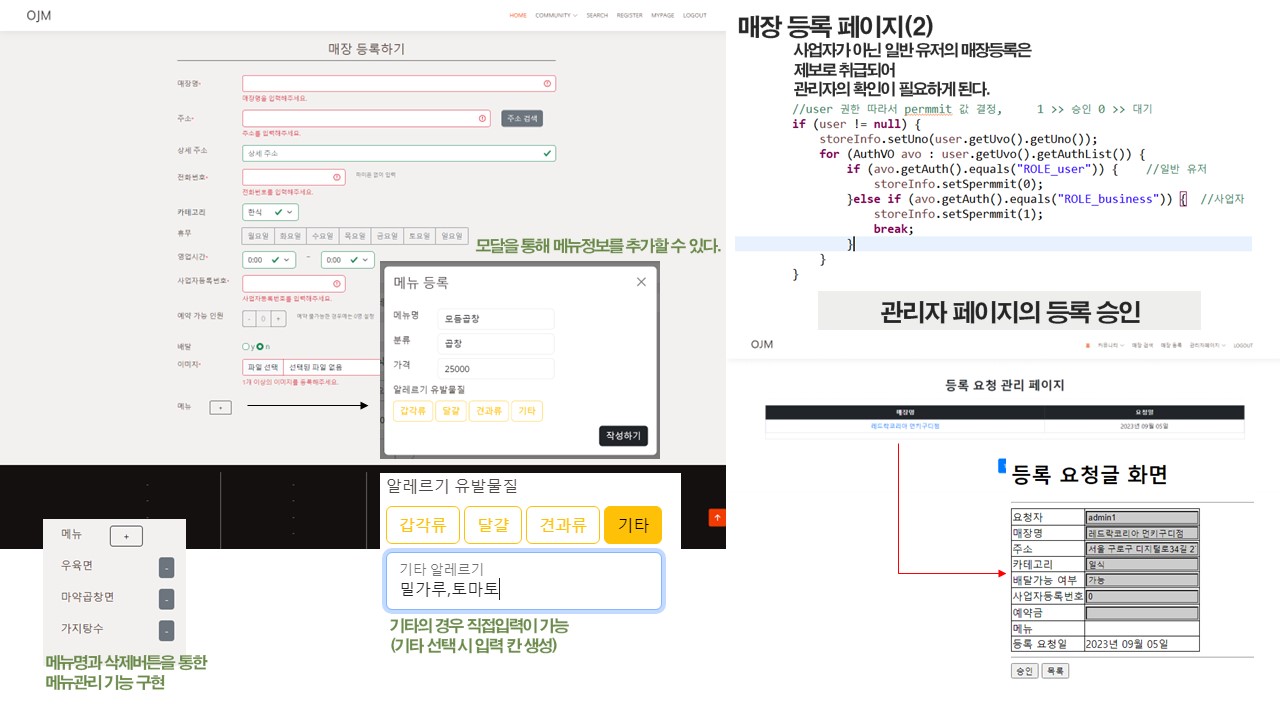 OJM
HOME COMMUNITY SEARCH REGISTER MYPAGE LOGOUT
매장 등록하기
매장명*
매장명을 입력해주세요.
주소*
주소 검색
주소를 입력해주세요.
상세 주소
상세 주소
전화번호*
하이픈 없이 입력
전화번호를 입력해주세요.
카테고리
한식
휴무
월요일 화요일 수요일 목요일 금요일 토요일 일요일
영업시간*
0:00 - 0:00
사업자등록번호*
사업자등록번호를 입력해주세요.
예약 가능 인원
- 0 +
예약 불가능한 경우에는 0명 설정
배달
y n
이미지*
파일 선택 선택된 파일 없음
1개 이상의 이미지를 등록해주세요.
메뉴
+
모달을 통해 메뉴정보를 추가할 수 있다.
메뉴 등록
메뉴명
모듬곱창
분류
곱창
가격
25000
알레르기 유발물질
갑각류 달걀 견과류 기타
작성하기
알레르기 유발물질
갑각류 달걀 견과류 기타
기타 알레르기
밀가루,토마토
기타의 경우 직접입력이 가능
(기타 선택 시 입력 칸 생성)
메뉴 +
우육면 -
마약곱창면 -
가지탕수 -
메뉴명과 삭제버튼을 통한
메뉴관리 기능 구현
매장 등록 페이지(2)
사업자가 아닌 일반 유저의 매장등록은
제보로 취급되어
관리자의 확인이 필요하게 된다.
//user 권한 따라서 permmit 값 결정, 1 >> 승인 0 >> 대기
if (user != null) {
storeInfo.setUno(user.getUvo().getUno());
for (AuthVO avo : user.getUvo().getAuthList()) {
if (avo.getAuth().equals("ROLE_user")) { //일반 유저
storeInfo.setSpermmit(0);
}else if (avo.getAuth().equals("ROLE_business")) { //사업자
storeInfo.setSpermmit(1);
break;
}
}
}
관리자 페이지의 등록 승인
OJM
홈 커뮤니티 매장 검색 매장 등록 관리자페이지 LOGOUT
등록 요청 관리 페이지
매장명 요청일
레드락코리아 먼키구디점 2023년 09월 05일
등록 요청글 화면
요청자 admin1
매장명 레드락코리아 먼키구디점
주소 서울 구로구 디지털로34길 2
카테고리 일식
배달가능 여부 가능
사업자등록번호 0
예약금
메뉴
등록 요청일 2023년 09월 05일
승인 목록